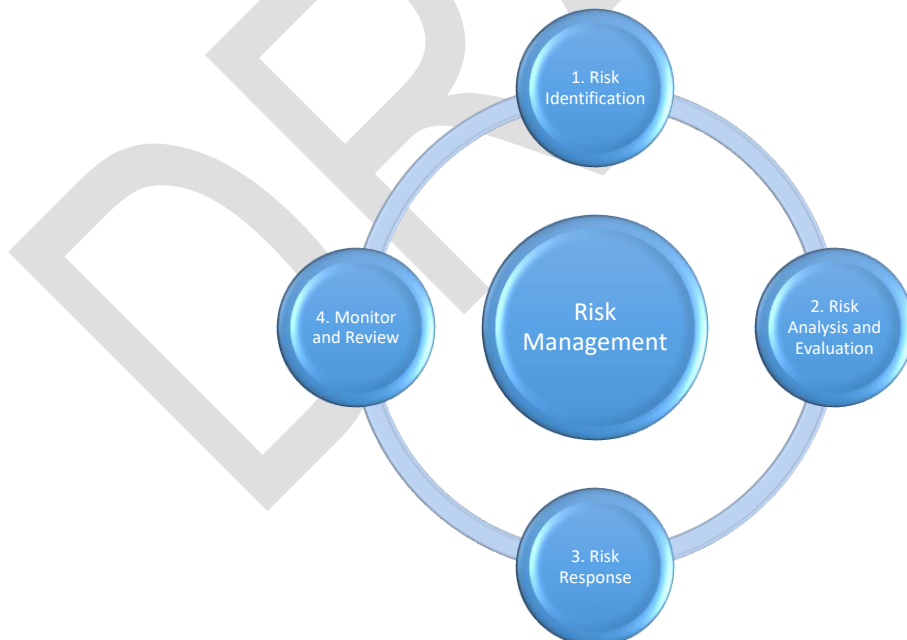 1. Risk
Identification
2. Risk
Analysis and
Evaluation
3. Risk
Response
4. Monitor
and Review
Risk
Management